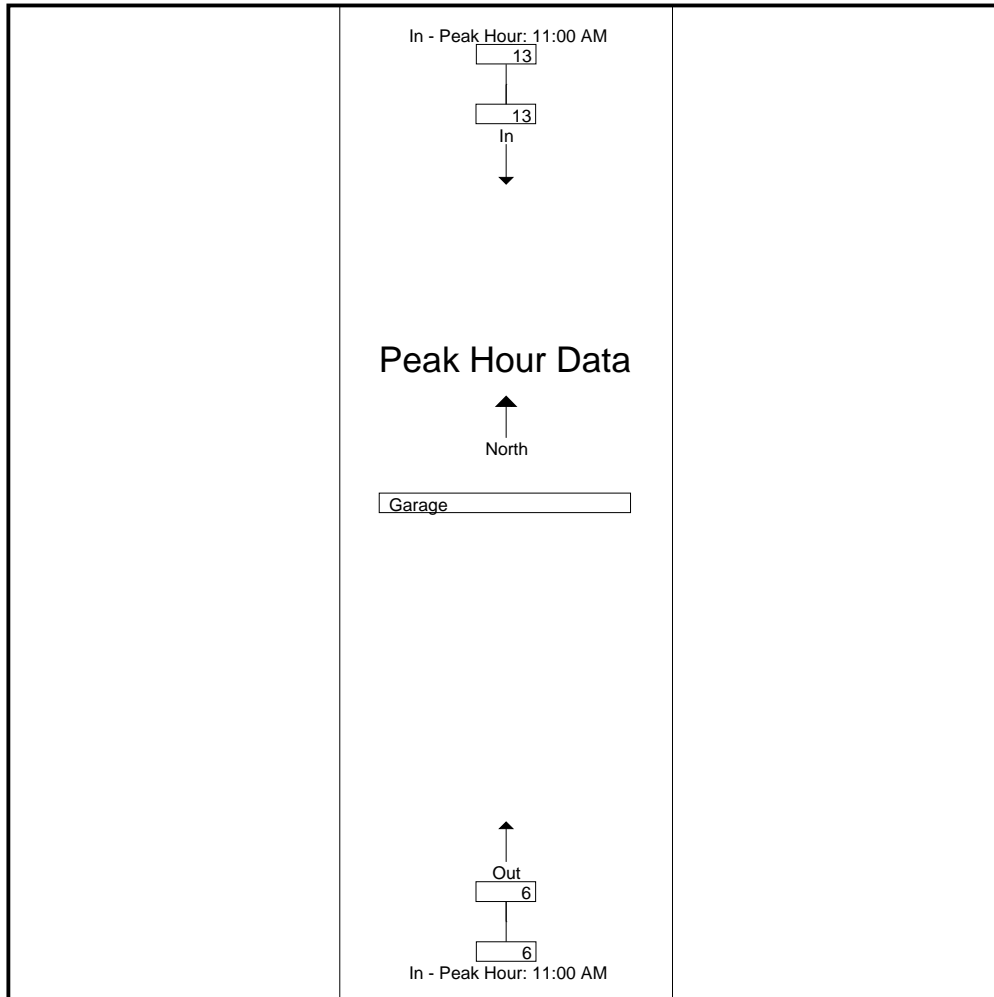 In - Peak Hour: 11:00 AM
13
13
In
Peak Hour Data
North
Garage
Out
6
6
In - Peak Hour: 11:00 AM